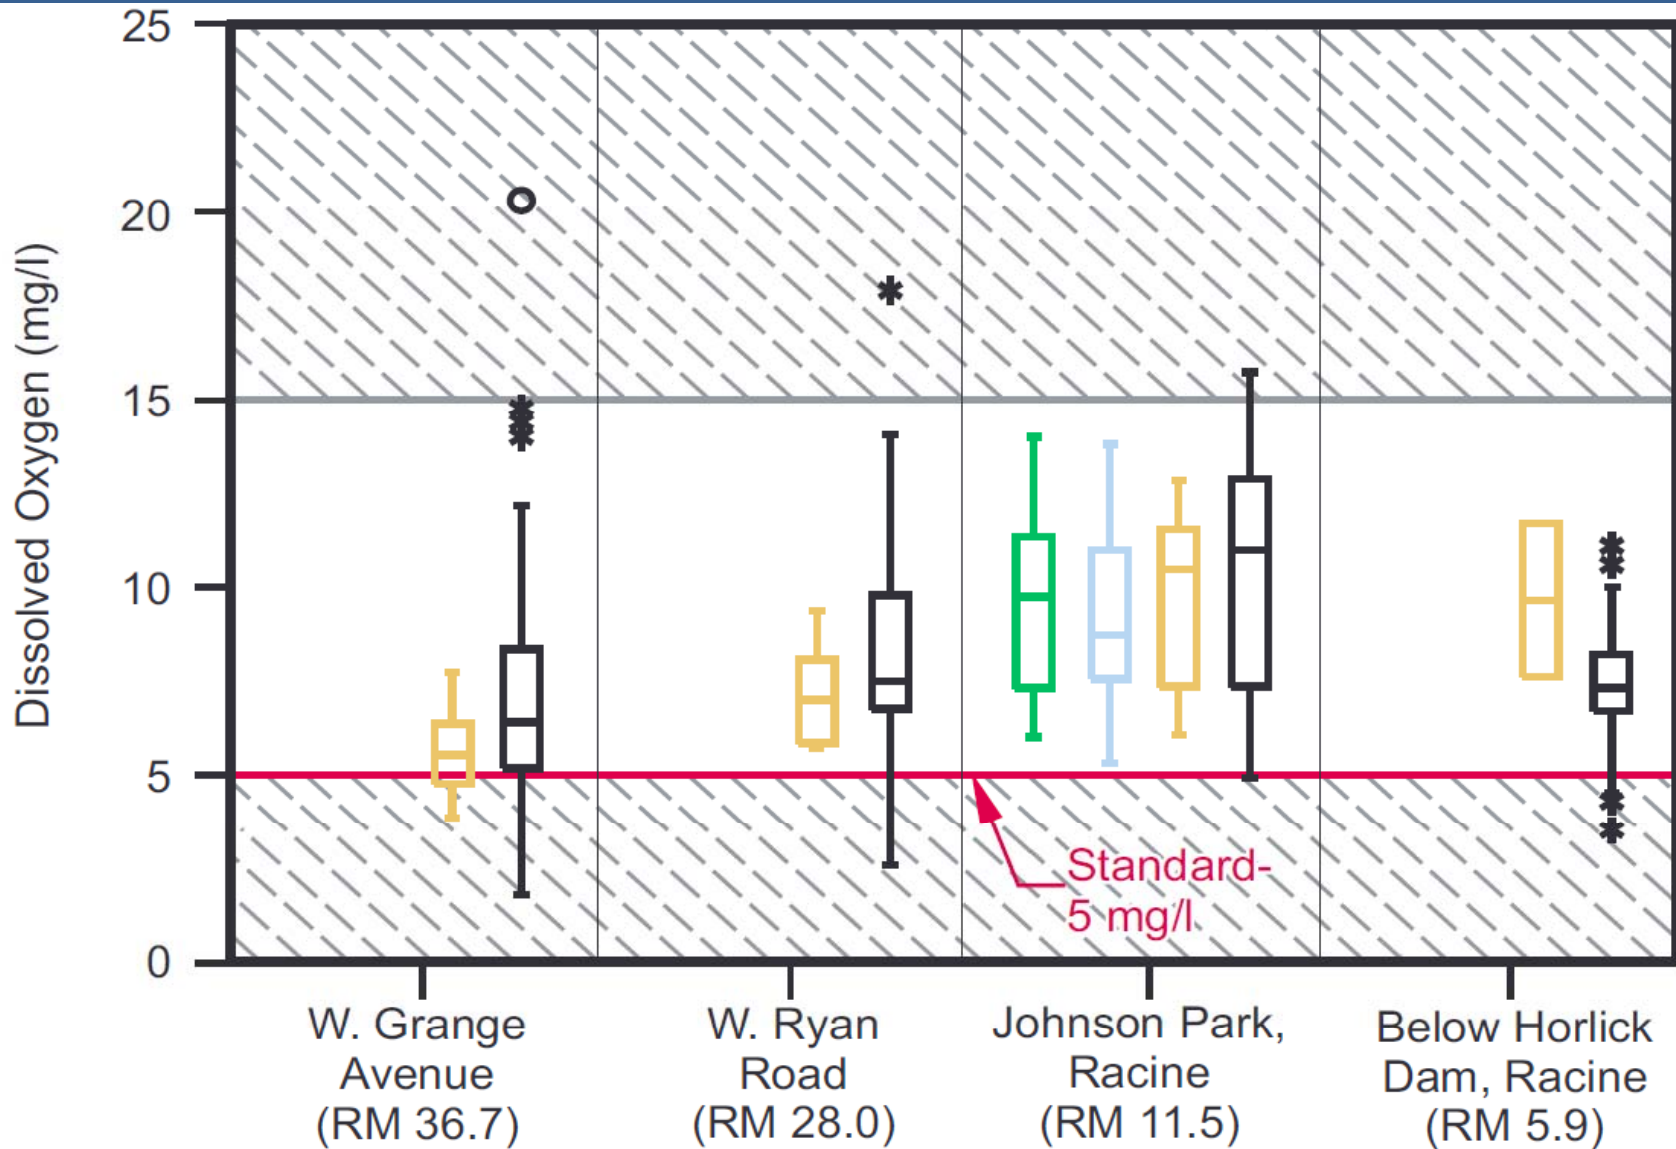 Dissolved Oxygen (mg/l)
25
20
15
10
5
0
Standard-
5 mg/l
W. Grange
Avenue
(RM 36.7)
W. Ryan
Road
(RM 28.0)
Johnson Park,
Racine
(RM 11.5)
Below Horlick
Dam, Racine
(RM 5.9)